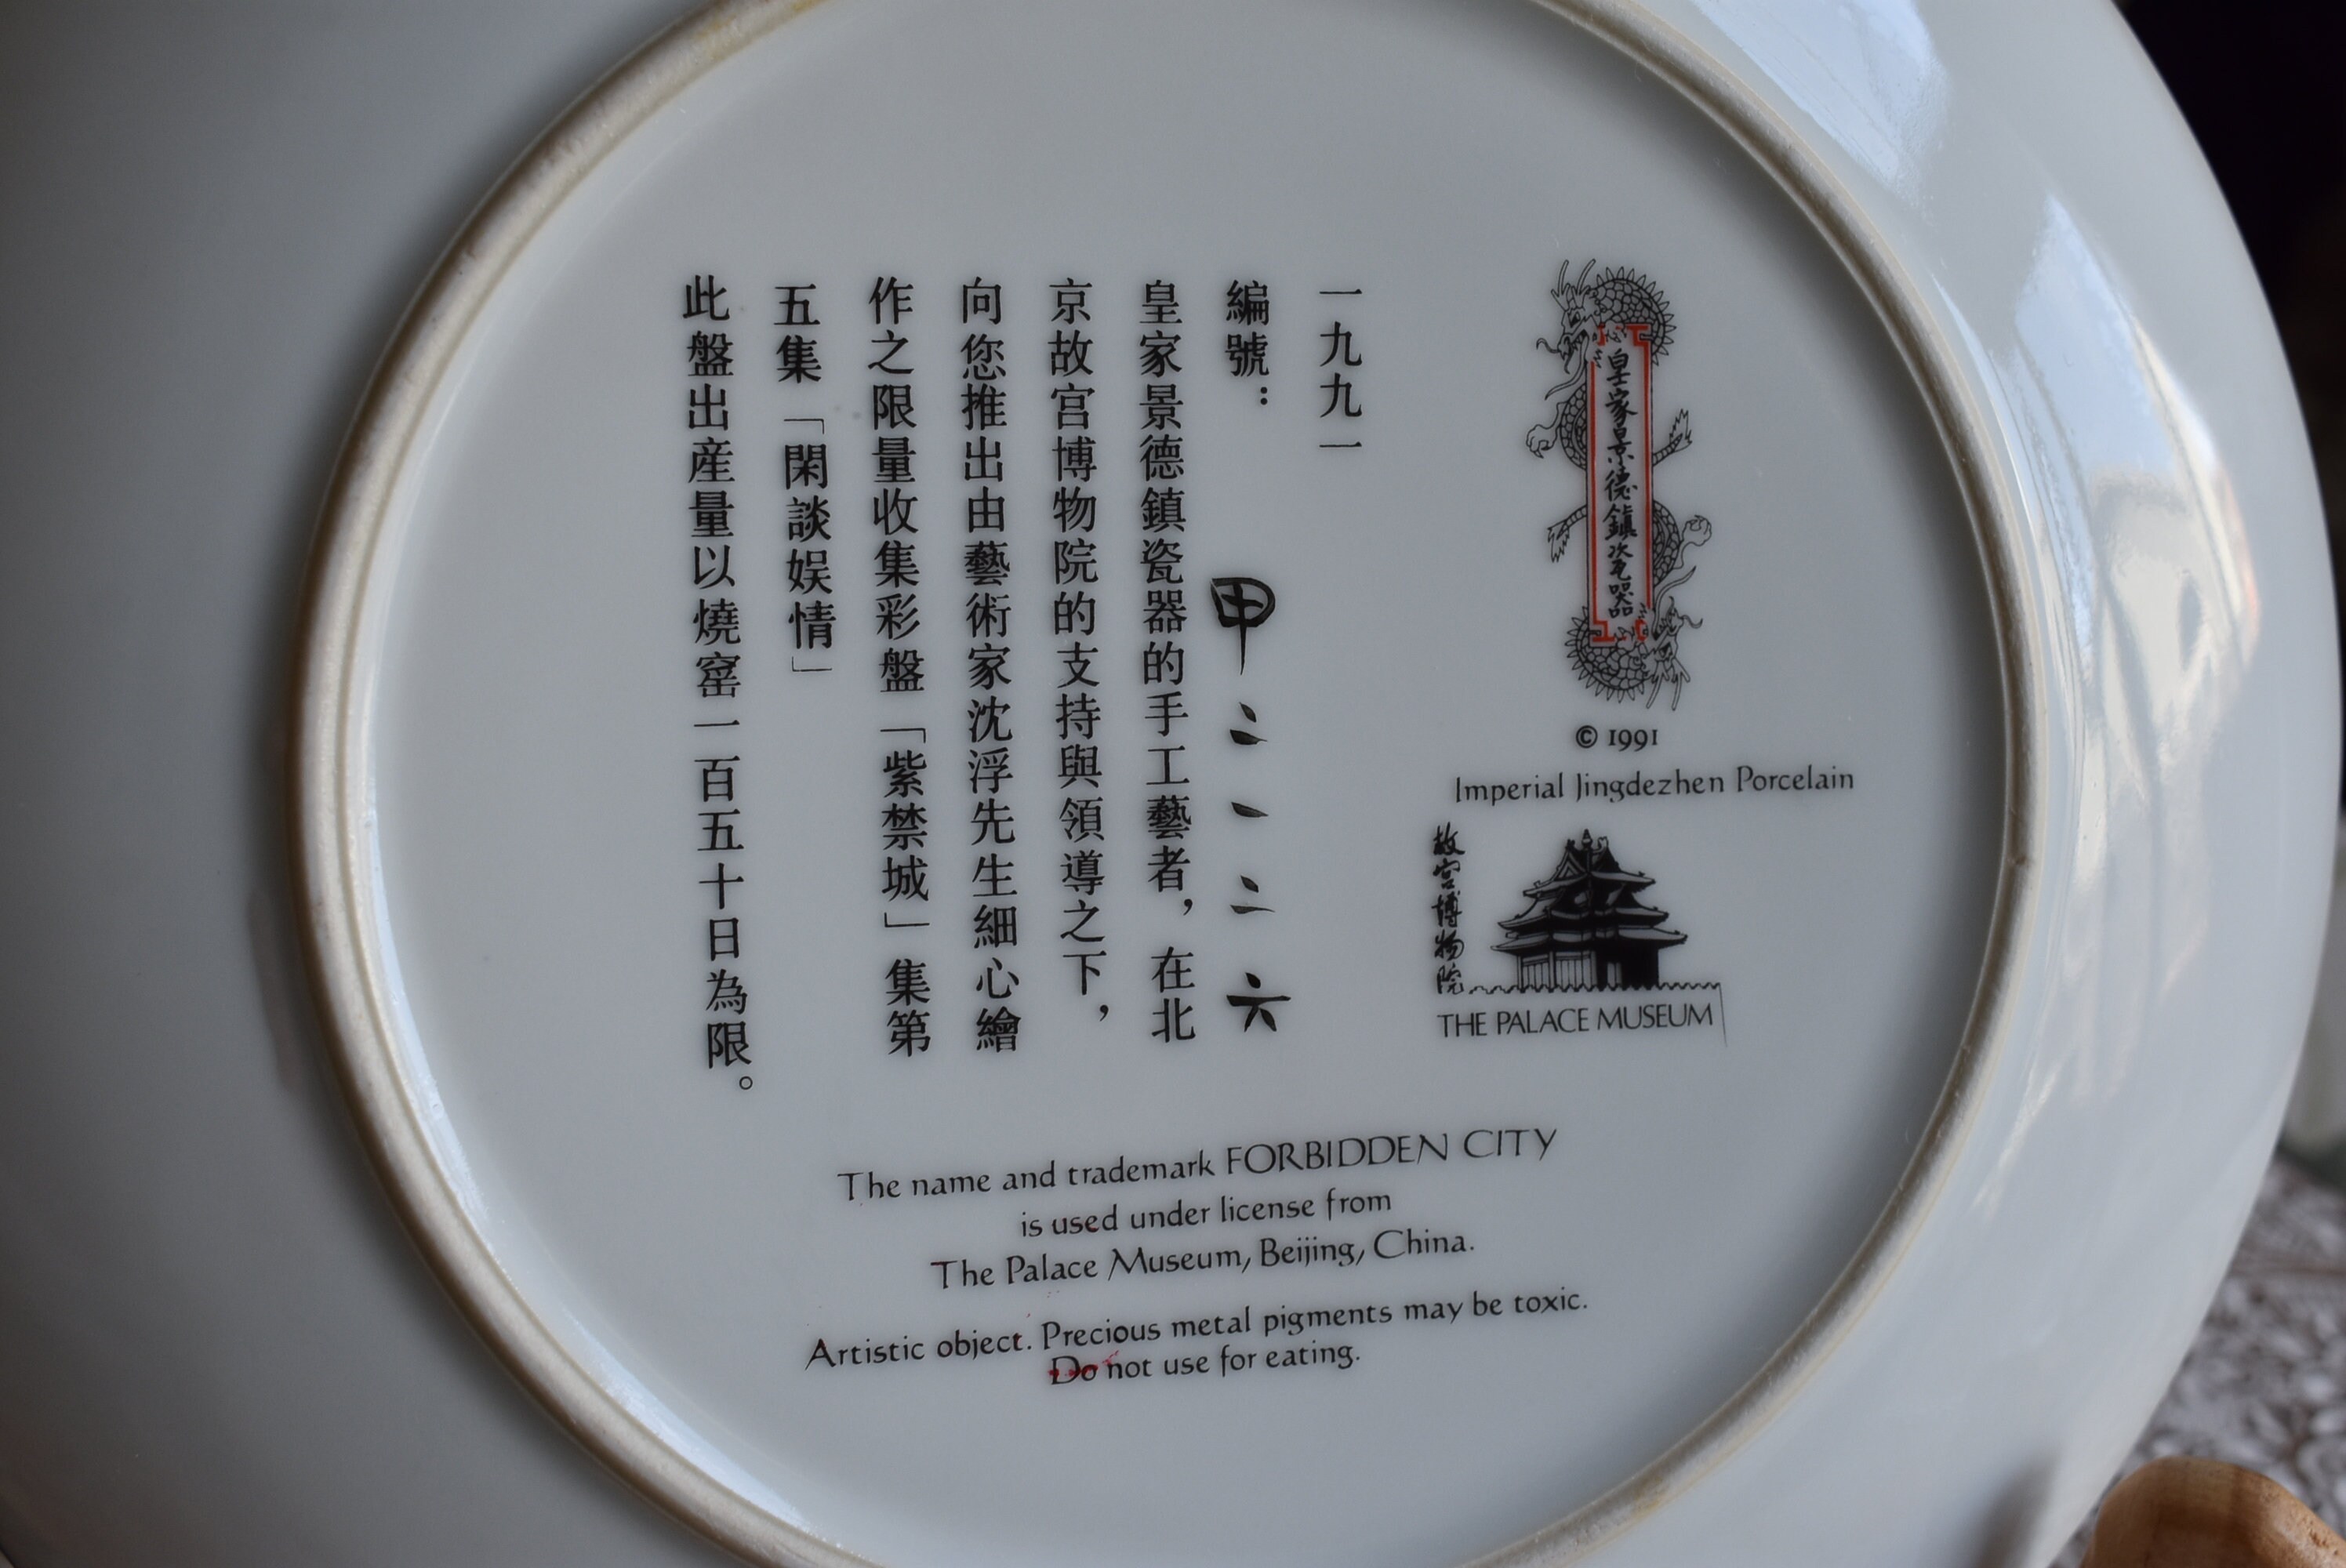 皇家景德鎮瓷器
© 1991
Imperial Jingdezhen Porcelain
故宮博物院
THE PALACE MUSEUM
一九九一
編號： 甲二一二六
皇家景德鎮瓷器的手工藝者，在北
京故宮博物院的支持與領導之下，
向您推出由藝術家沈浮先生細心繪
作之限量收集彩盤「紫禁城」集第
五集「閑談娱情」
此盤出産量以燒窰一百五十日為限。
The name and trademark FORBIDDEN CITY
is used under license from
The Palace Museum, Beijing, China.
Artistic object. Precious metal pigments may be toxic.
Do not use for eating.